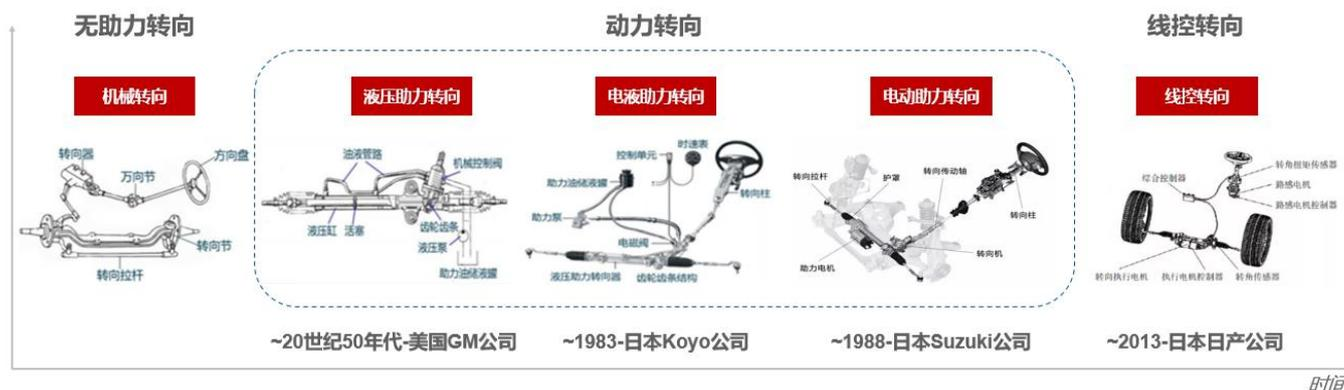 无助力转向
动力转向
线控转向
机械转向
液压助力转向
电液助力转向
电动助力转向
线控转向
转向器
方向盘
万向节
转向节
转向拉杆
油液管路
机械控制阀
液压缸
活塞
齿轮齿条
液压泵
助力油储液罐
时速表
控制单元
助力油储液罐
转向柱
助力泵
电磁阀
液压助力转向器
齿轮齿条结构
转向拉杆
护罩
转向传动轴
转向柱
转向机
助力电机
转角扭矩传感器
综合控制器
路感电机
路感电机控制器
转向执行电机
执行电机控制器
转角传感器
~20世纪50年代-美国GM公司
~1983-日本Koyo公司
~1988-日本Suzuki公司
~2013-日本日产公司
时间